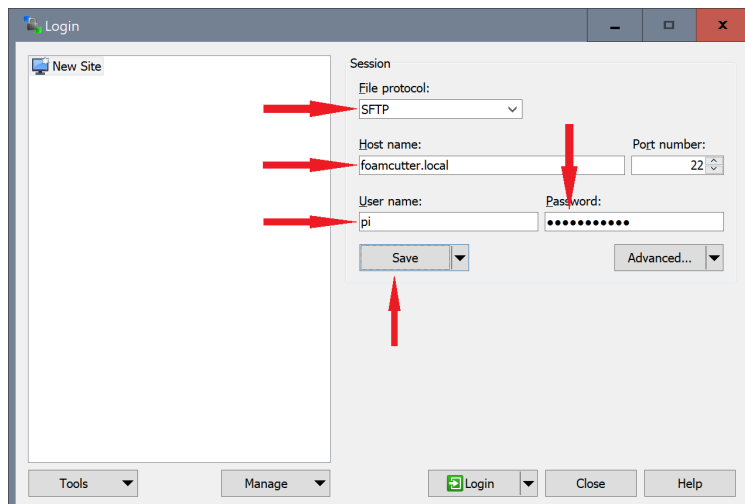 Login
New Site
Session
File protocol:
SFTP
Host name:
Port number:
foamcutter.local
22
User name:
Password:
pi
●●●●●●●●●●●
Save
Advanced...
Tools
Manage
Login
Close
Help